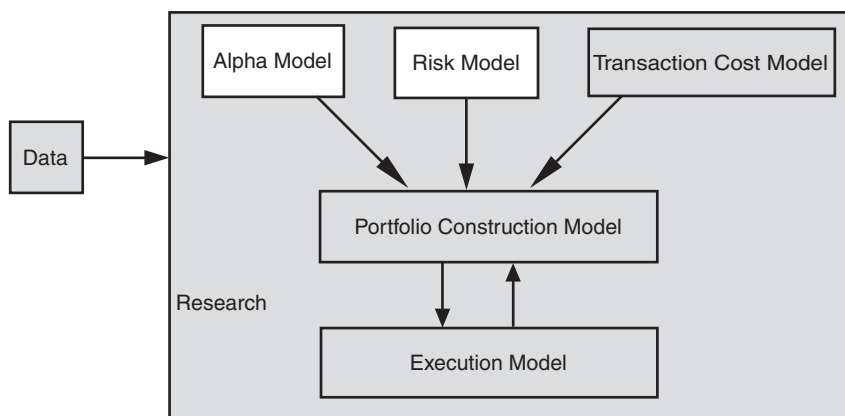 Alpha Model
Risk Model
Transaction Cost Model
Data
Portfolio Construction Model
Research
Execution Model